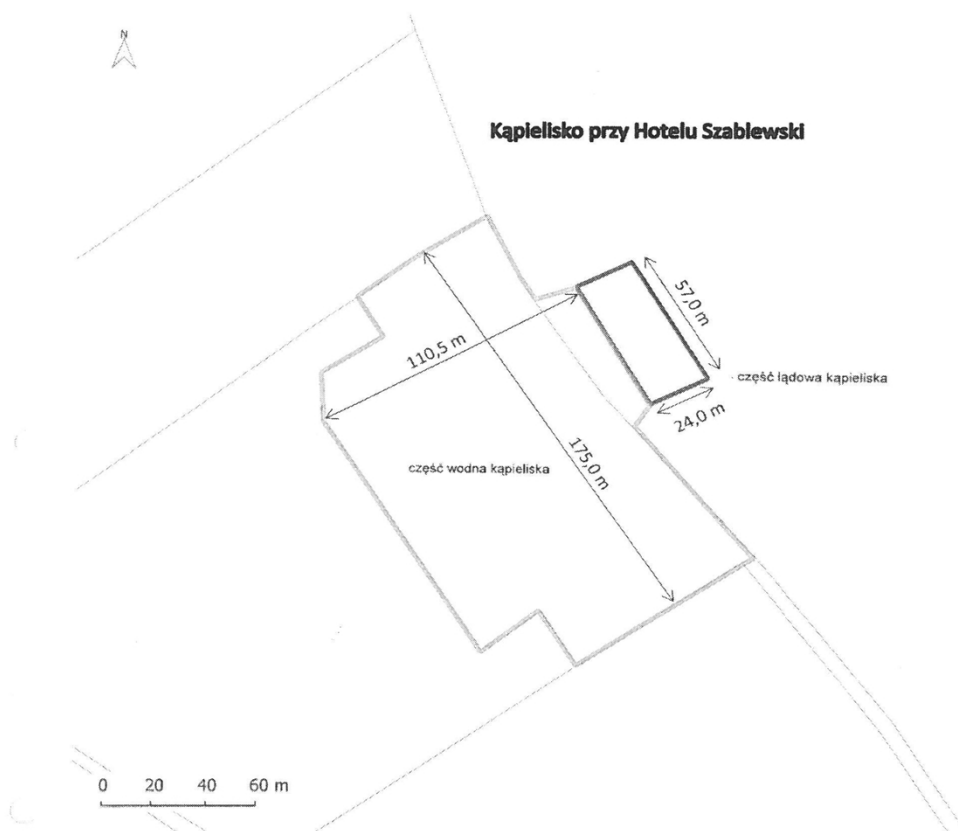 N
Kąpielisko przy Hotelu Szablewski
57,0 m
110,5 m
część lądowa kąpieliska
24,0 m
część wodna kąpieliska
175,0 m
0 20 40 60 m